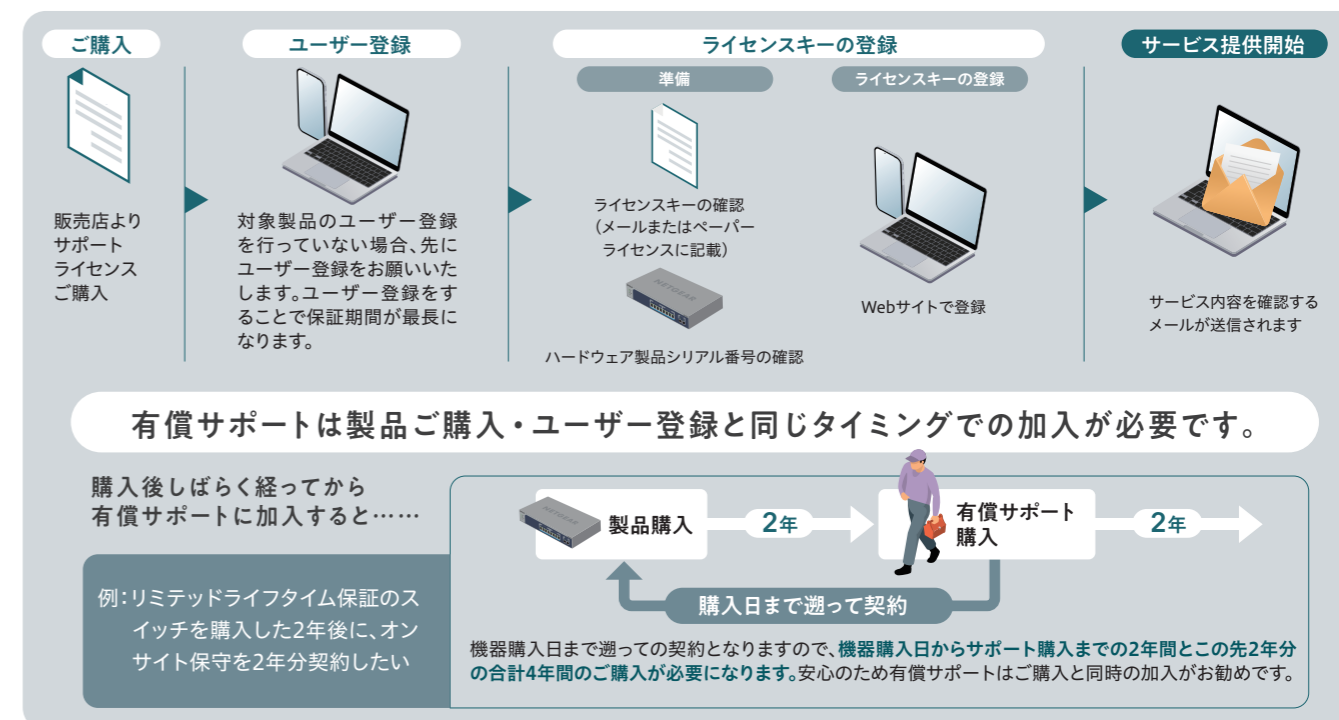 ご購入
販売店より
サポート
ライセンス
ご購入
ユーザー登録
対象製品のユーザー登録
を行っていない場合、先に
ユーザー登録をお願いいた
します。ユーザー登録をす
ることで保証期間が最長に
なります。
ライセンスキーの登録
準備
ライセンスキーの確認
(メールまたはペーパー
ライセンスに記載)
NETGEAR
ハードウェア製品シリアル番号の確認
ライセンスキーの登録
Webサイトで登録
サービス提供開始
サービス内容を確認する
メールが送信されます
有償サポートは製品ご購入・ユーザー登録と同じタイミングでの加入が必要です。
購入後しばらく経ってから
有償サポートに加入すると……
例:リミテッドライフタイム保証のス
イッチを購入した2年後に、オン
サイト保守を2年分契約したい
NETGEAR
製品購入
2年
有償サポート
購入
2年
購入日まで遡って契約
機器購入日まで遡っての契約となりますので、機器購入日からサポート購入までの2年間とこの先2年分
の合計4年間のご購入が必要になります。安心のため有償サポートはご購入と同時の加入がお勧めです。